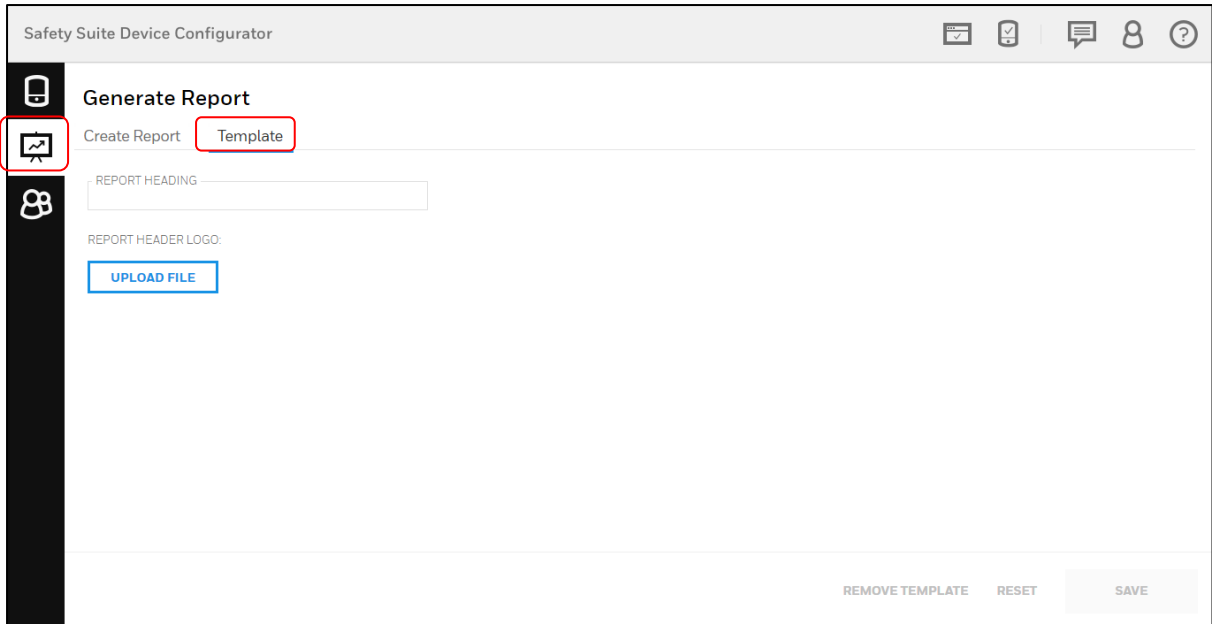 Safety Suite Device Configurator
Generate Report
Create Report Template
REPORT HEADING
REPORT HEADER LOGO:
UPLOAD FILE
REMOVE TEMPLATE RESET SAVE